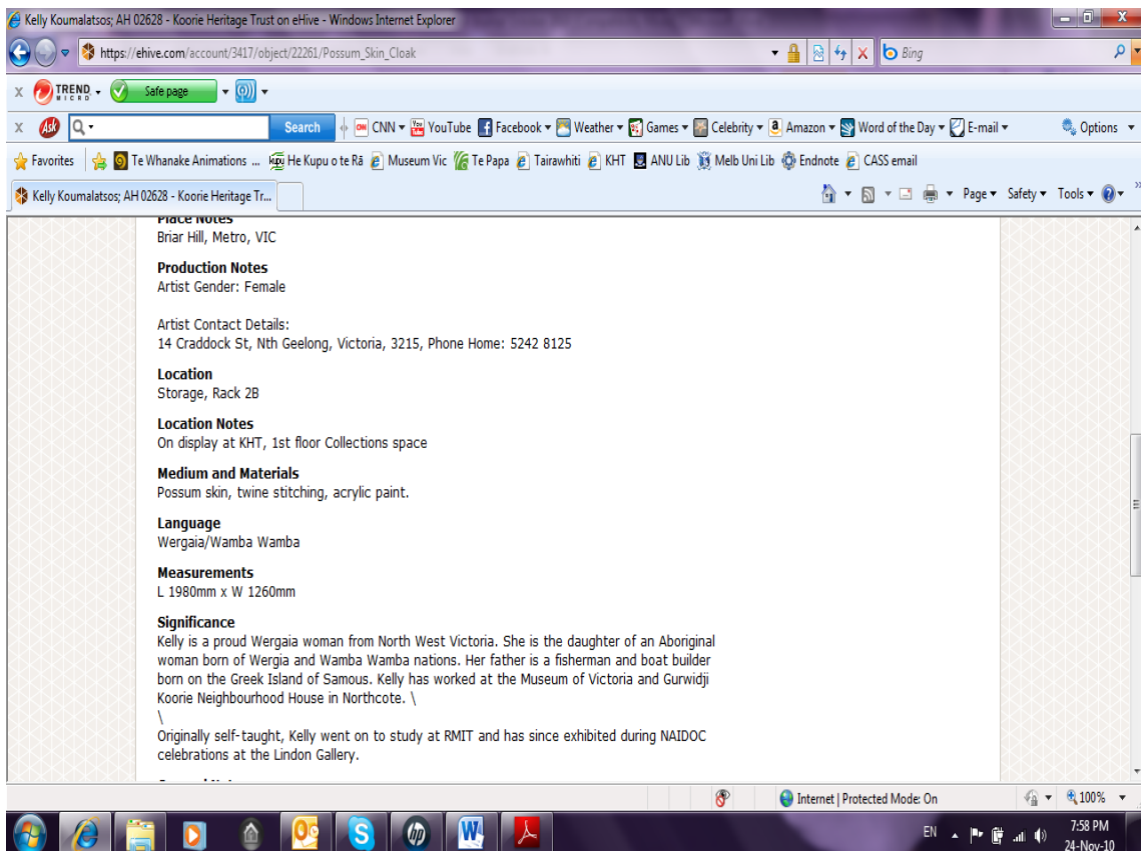 Kelly Koumalatsos; AH 02628 - Koorie Heritage Trust on eHive - Windows Internet Explorer
https://ehive.com/account/3417/object/22261/Possum_Skin_Cloak
Bing
x TREND MICRO Safe page
x Ask Search CNN YouTube Facebook Weather Games Celebrity Amazon Word of the Day E-mail Options
Favorites Te Whanake Animations ... He Kupu o te Rā Museum Vic Te Papa Tairawhiti KHT ANU Lib Melb Uni Lib Endnote CASS email
Kelly Koumalatsos; AH 02628 - Koorie Heritage Tr... Page Safety Tools
Place Notes
Briar Hill, Metro, VIC
Production Notes
Artist Gender: Female
Artist Contact Details:
14 Craddock St, Nth Geelong, Victoria, 3215, Phone Home: 5242 8125
Location
Storage, Rack 2B
Location Notes
On display at KHT, 1st floor Collections space
Medium and Materials
Possum skin, twine stitching, acrylic paint.
Language
Wergaia/Wamba Wamba
Measurements
L 1980mm x W 1260mm
Significance
Kelly is a proud Wergaia woman from North West Victoria. She is the daughter of an Aboriginal
woman born of Wergia and Wamba Wamba nations. Her father is a fisherman and boat builder
born on the Greek Island of Samous. Kelly has worked at the Museum of Victoria and Gurwidji
Koorie Neighbourhood House in Northcote. \
\
Originally self-taught, Kelly went on to study at RMIT and has since exhibited during NAIDOC
celebrations at the Lindon Gallery.
Internet | Protected Mode: On 100%
EN 7:58 PM
24-Nov-10